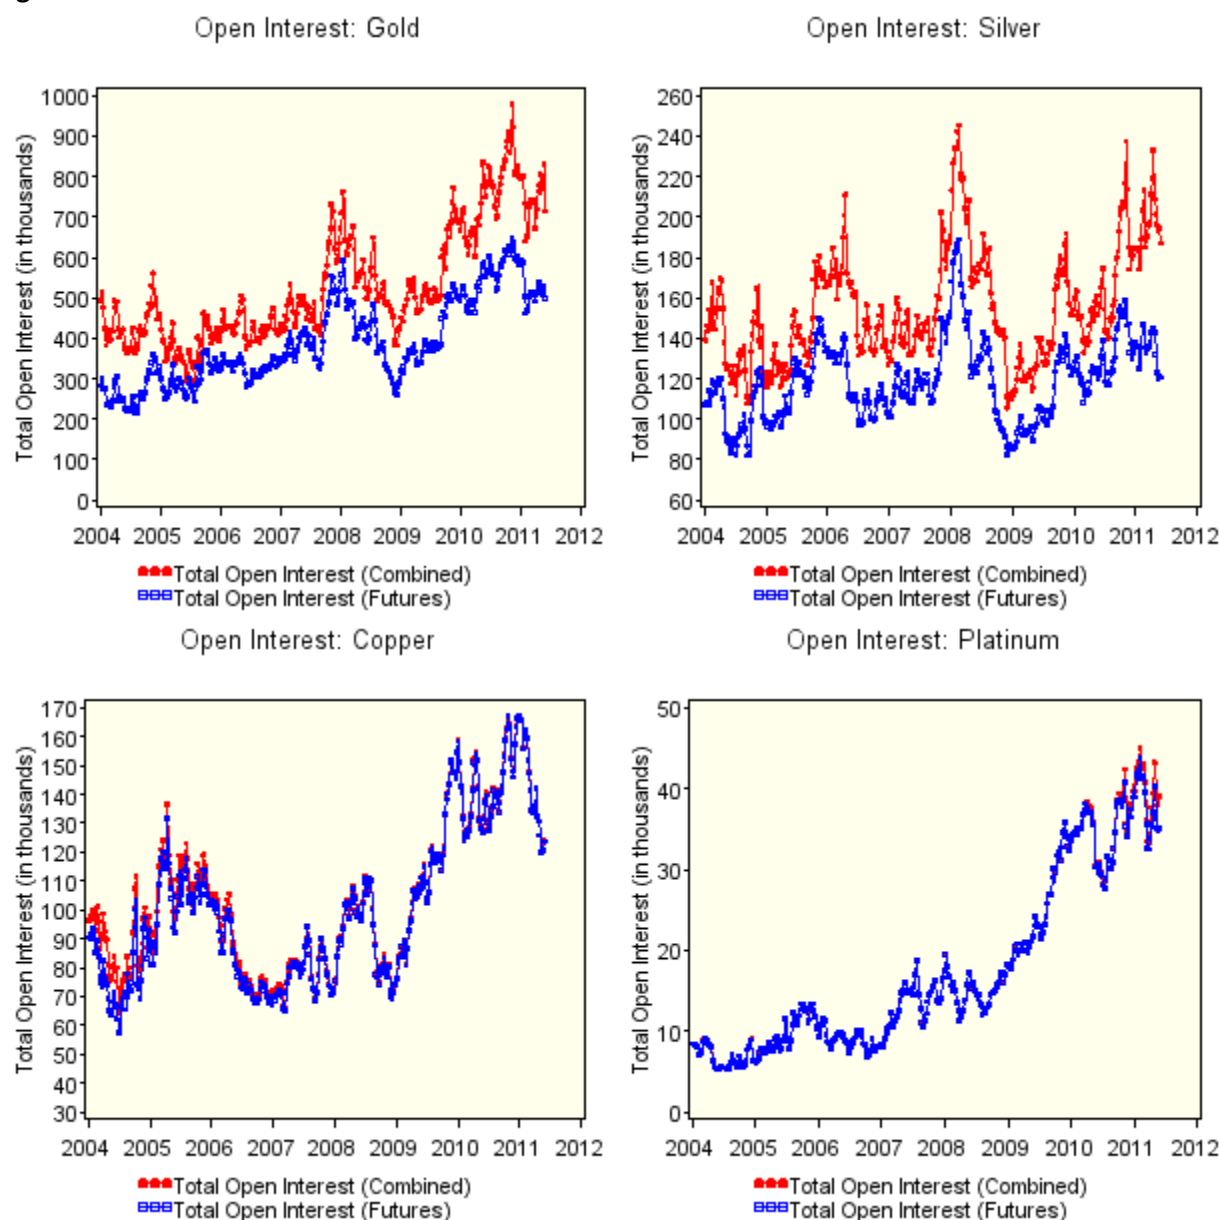 Open Interest: Gold
Total Open Interest (in thousands)
1000
900
800
700
600
500
400
300
200
100
0
2004 2005 2006 2007 2008 2009 2010 2011 2012
Total Open Interest (Combined)
Total Open Interest (Futures)
Open Interest: Silver
Total Open Interest (in thousands)
260
240
220
200
180
160
140
120
100
80
60
2004 2005 2006 2007 2008 2009 2010 2011 2012
Total Open Interest (Combined)
Total Open Interest (Futures)
Open Interest: Copper
Total Open Interest (in thousands)
170
160
150
140
130
120
110
100
90
80
70
60
50
40
30
2004 2005 2006 2007 2008 2009 2010 2011 2012
Total Open Interest (Combined)
Total Open Interest (Futures)
Open Interest: Platinum
Total Open Interest (in thousands)
50
40
30
20
10
0
2004 2005 2006 2007 2008 2009 2010 2011 2012
Total Open Interest (Combined)
Total Open Interest (Futures)